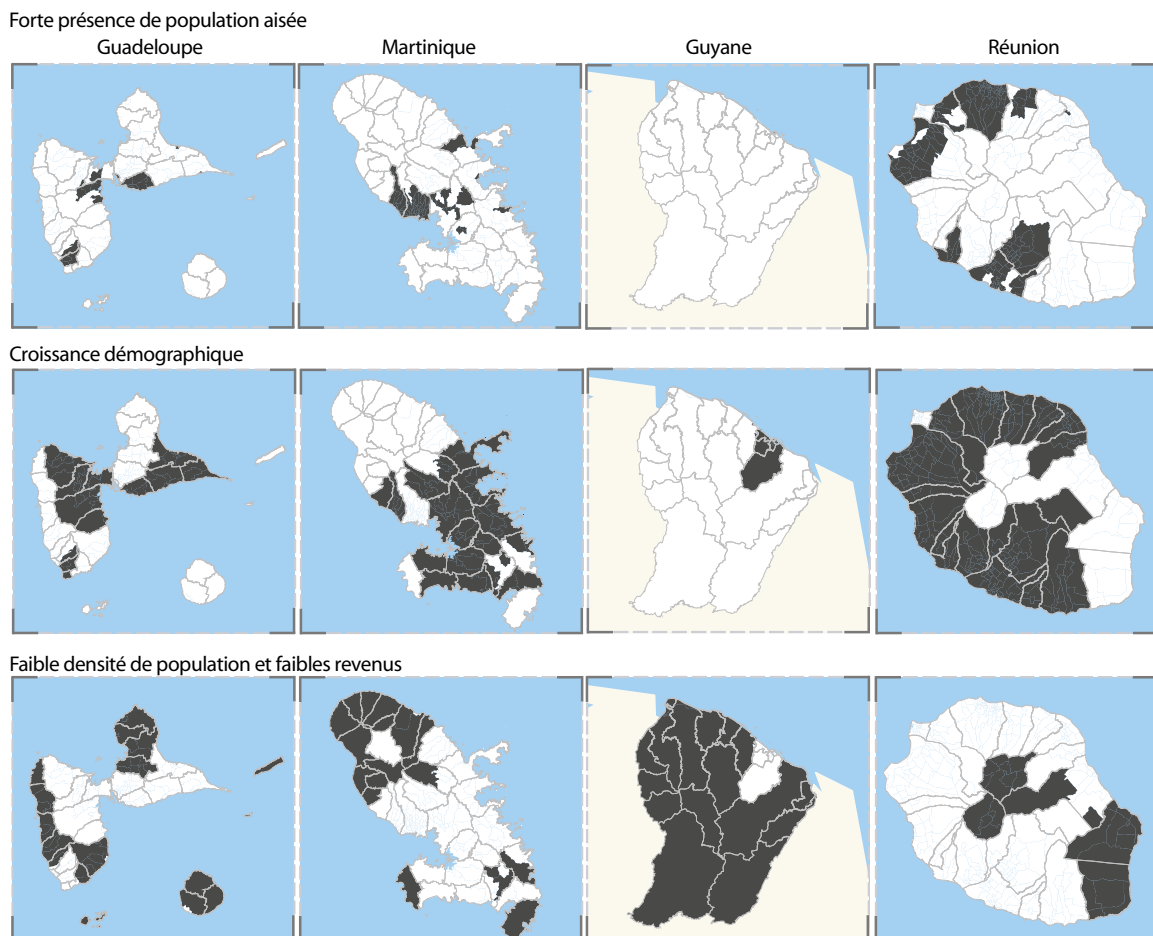 Forte présence de population aisée
Guadeloupe Martinique Guyane Réunion
Croissance démographique
Faible densité de population et faibles revenus